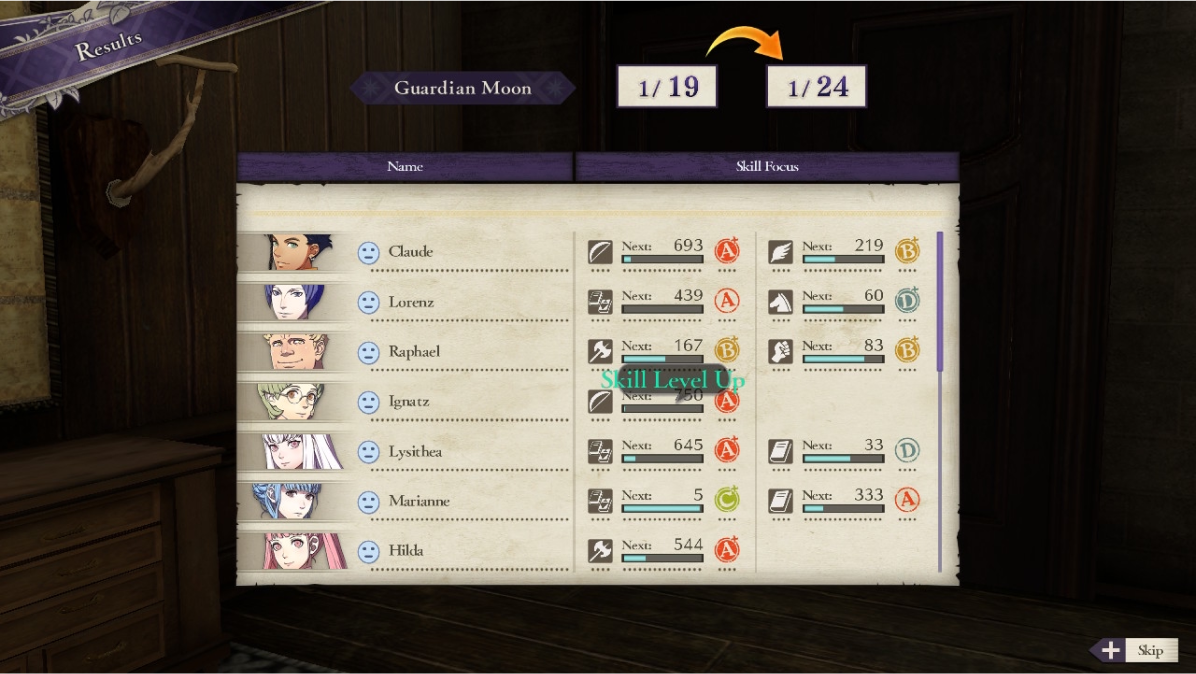 Results
Guardian Moon 1/19 1/24
Name Skill Focus
Claude Next: 693 A+ Next: 219 B+
Lorenz Next: 439 A Next: 60 D+
Raphael Next: 167 B+ Next: 83 B+
Skill Level Up
Ignatz Next: 750 A+
Lysithea Next: 645 A+ Next: 33 D
Marianne Next: 5 C+ Next: 333 A
Hilda Next: 544 A+
+ Skip